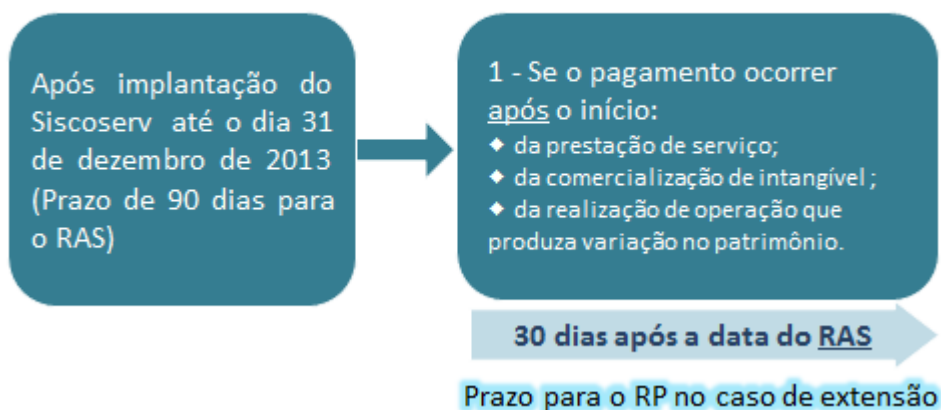 Após implantação do
Siscoserv até o dia 31
de dezembro de 2013
(Prazo de 90 dias para
o RAS)
1 - Se o pagamento ocorrer
após o início:
◆ da prestação de serviço;
◆ da comercialização de intangível ;
◆ da realização de operação que
produza variação no patrimônio.
30 dias após a data do RAS
Prazo para o RP no caso de extensão